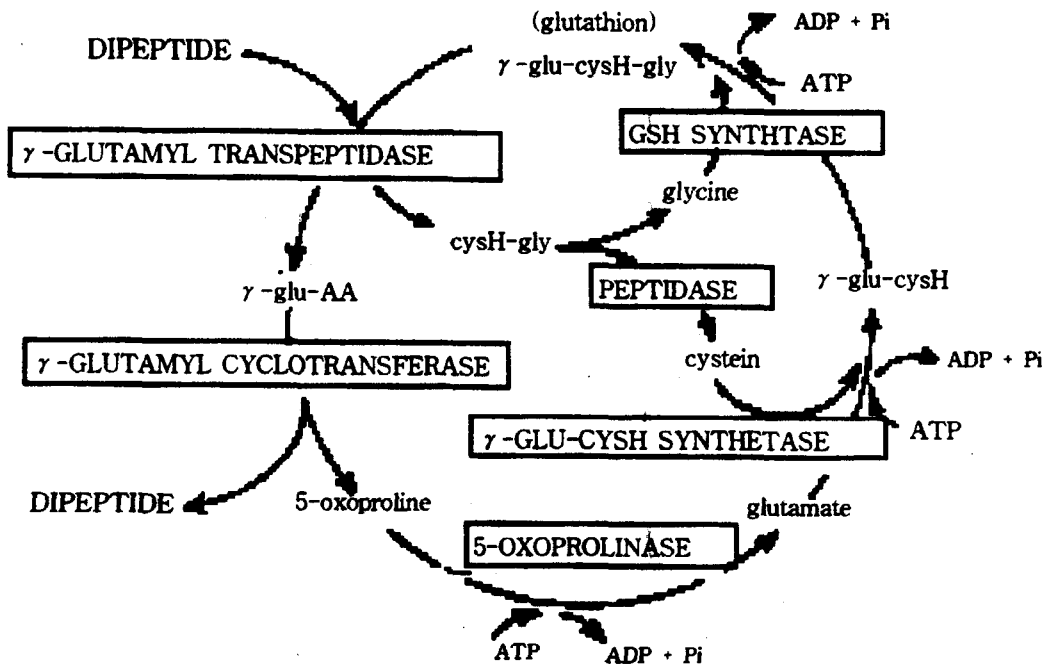 (glutathion)
ADP + Pi
DIPEPTIDE
γ-glu-cysH-gly
ATP
γ-GLUTAMYL TRANSPEPTIDASE
GSH SYNTHTASE
glycine
cysH-gly
γ-glu-AA
PEPTIDASE
γ-glu-cysH
γ-GLUTAMYL CYCLOTRANSFERASE
cystein
ADP + Pi
γ-GLU-CYSH SYNTHETASE
ATP
DIPEPTIDE
5-oxoproline
glutamate
5-OXOPROLINASE
ATP
ADP + Pi